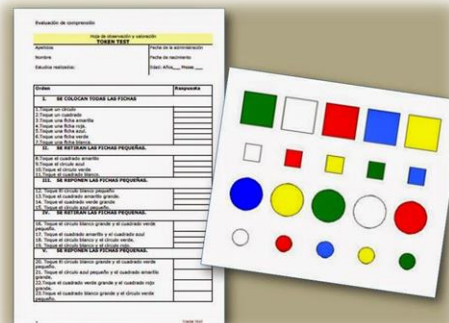 Evaluación de comprensión
Hoja de observación y valoración
TOKEN TEST
Apellidos
Fecha de la administración
Nombre
Fecha de nacimiento
Estudios realizados:
Edad: Años___ Meses___
Orden
Respuesta
I. SE COLOCAN TODAS LAS FICHAS
1. Toque un círculo
2. Toque un cuadrado
3. Toque una ficha amarilla
4. Toque una ficha roja.
5. Toque una ficha azul.
6. Toque una ficha verde
7. Toque una ficha blanca.
II. SE RETIRAN LAS FICHAS PEQUEÑAS.
8. Toque el cuadrado amarillo
9. Toque el círculo azul
10. Toque el círculo verde
11. Toque el cuadrado blanco
III. SE REPONEN LAS FICHAS PEQUEÑAS.
12. Toque el círculo blanco pequeño
13. Toque el cuadrado amarillo grande.
14. Toque el cuadrado verde grande
15. Toque el círculo azul pequeño.
IV. SE RETIRAN LAS FICHAS PEQUEÑAS.
16. Toque el círculo blanco grande y el cuadrado verde
pequeño.
17. Toque el cuadrado amarillo y el cuadrado azul
18. Toque el círculo blanco y el círculo verde.
19. Toque el círculo blanco y el círculo rojo.
V. SE REPONEN LAS FICHAS PEQUEÑAS.
20. Toque el círculo blanco grande y el cuadrado verde
pequeño.
21. Toque el círculo azul pequeño y el cuadrado amarillo
grande.
22. Toque el cuadrado verde grande y el cuadrado rojo
grande.
23. Toque el cuadrado blanco grande y el círculo verde
pequeño.